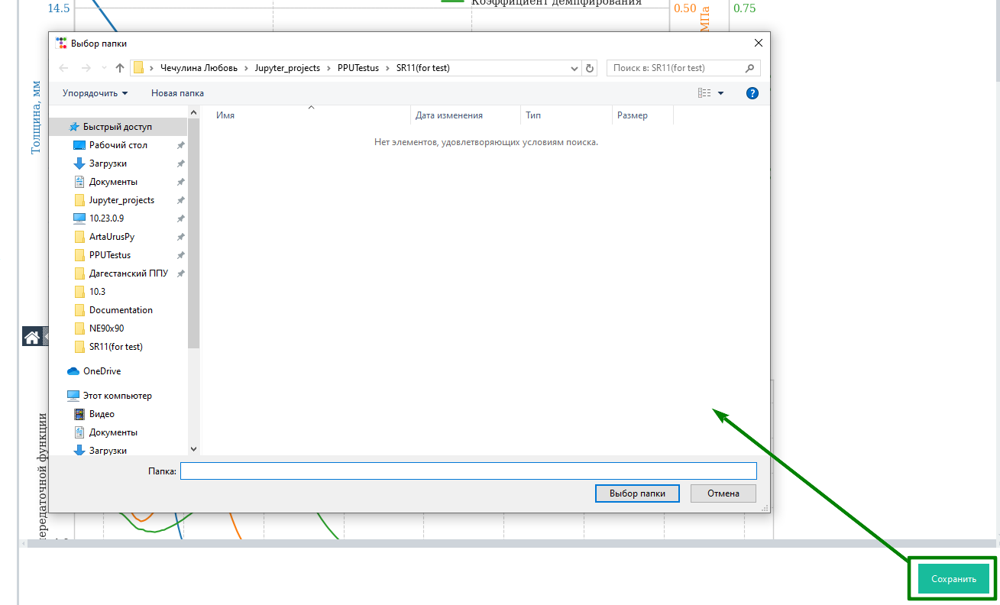 Коэффициент демпфирования
14.5
0.50
0.75
МПа
Толщина, мм
Выбор папки
Чечулина Любовь
Jupyter_projects
PPUTestus
SR11(for test)
Поиск в: SR11(for test)
Упорядочить
Новая папка
?
Имя
Дата изменения
Тип
Размер
Нет элементов, удовлетворяющих условиям поиска.
Быстрый доступ
Рабочий стол
Загрузки
Документы
Jupyter_projects
10.23.0.9
ArtaUrusPy
PPUTestus
Дагестанский ППУ
10.3
Documentation
NE90x90
SR11(for test)
OneDrive
Этот компьютер
Видео
Документы
Загрузки
передаточной функции
Папка:
Выбор папки
Отмена
Сохранить